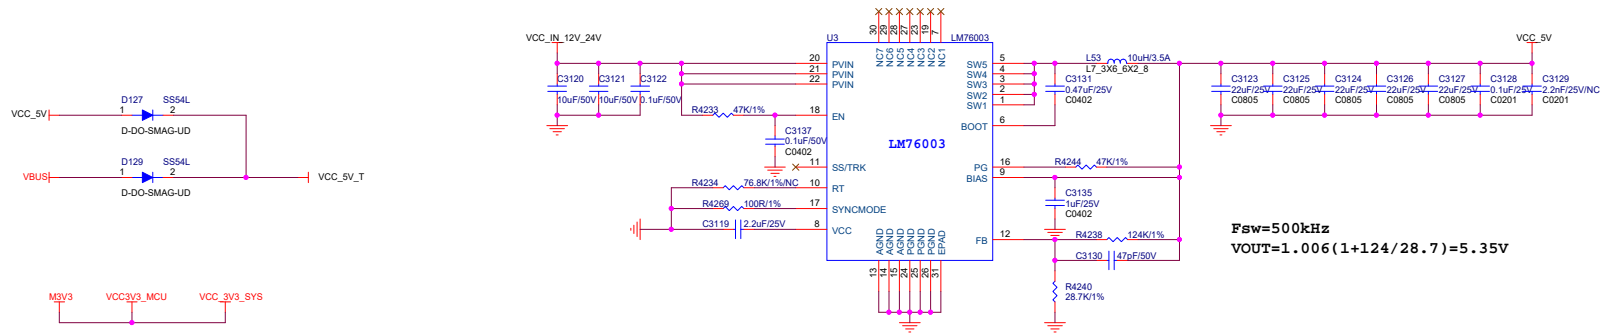 VCC_IN_12V_24V
U3
LM76003
VCC_5V
30
29
28
27
23
19
7
NC7
NC6
NC5
NC4
NC3
NC2
NC1
20
PVIN
21
PVIN
22
PVIN
5
SW5
4
SW4
3
SW3
2
SW2
1
SW1
L53
10uH/3.5A
L7_3X6_6X2_8
C3120
10uF/50V
C3121
10uF/50V
C3122
0.1uF/50V
C3131
0.47uF/25V
C0402
C3123
22uF/25V
C0805
C3125
22uF/25V
C0805
C3124
22uF/25V
C0805
C3126
22uF/25V
C0805
C3127
22uF/25V
C0805
C3128
0.1uF/25V
C0201
C3129
2.2nF/25V/NC
C0201
D127
SS54L
VCC_5V
1
2
D-DO-SMAG-UD
R4233
47K/1%
18
EN
6
BOOT
C3137
0.1uF/50V
C0402
LM76003
D129
SS54L
VBUS
1
2
D-DO-SMAG-UD
VCC_5V_T
11
SS/TRK
16
PG
R4244
47K/1%
9
BIAS
R4234
76.8K/1%/NC
10
RT
C3135
1uF/25V
C0402
R4269
100R/1%
17
SYNCMODE
C3119
2.2uF/25V
8
VCC
12
FB
R4238
124K/1%
C3130
47pF/50V
R4240
28.7K/1%
Fsw=500kHz
VOUT=1.006(1+124/28.7)=5.35V
AGND
AGND
AGND
PGND
PGND
PGND
EPAD
13
14
15
24
25
26
31
M3V3
VCC3V3_MCU
VCC_3V3_SYS